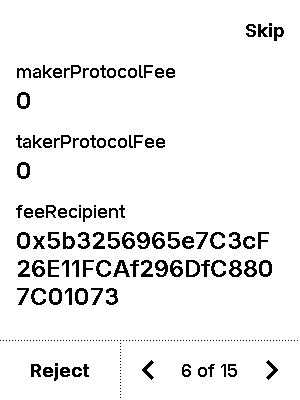 Skip
makerProtocolFee
0
takerProtocolFee
0
feeRecipient
0x5b3256965e7C3cF
26E11FCAf296DfC880
7C01073
Reject
6 of 15